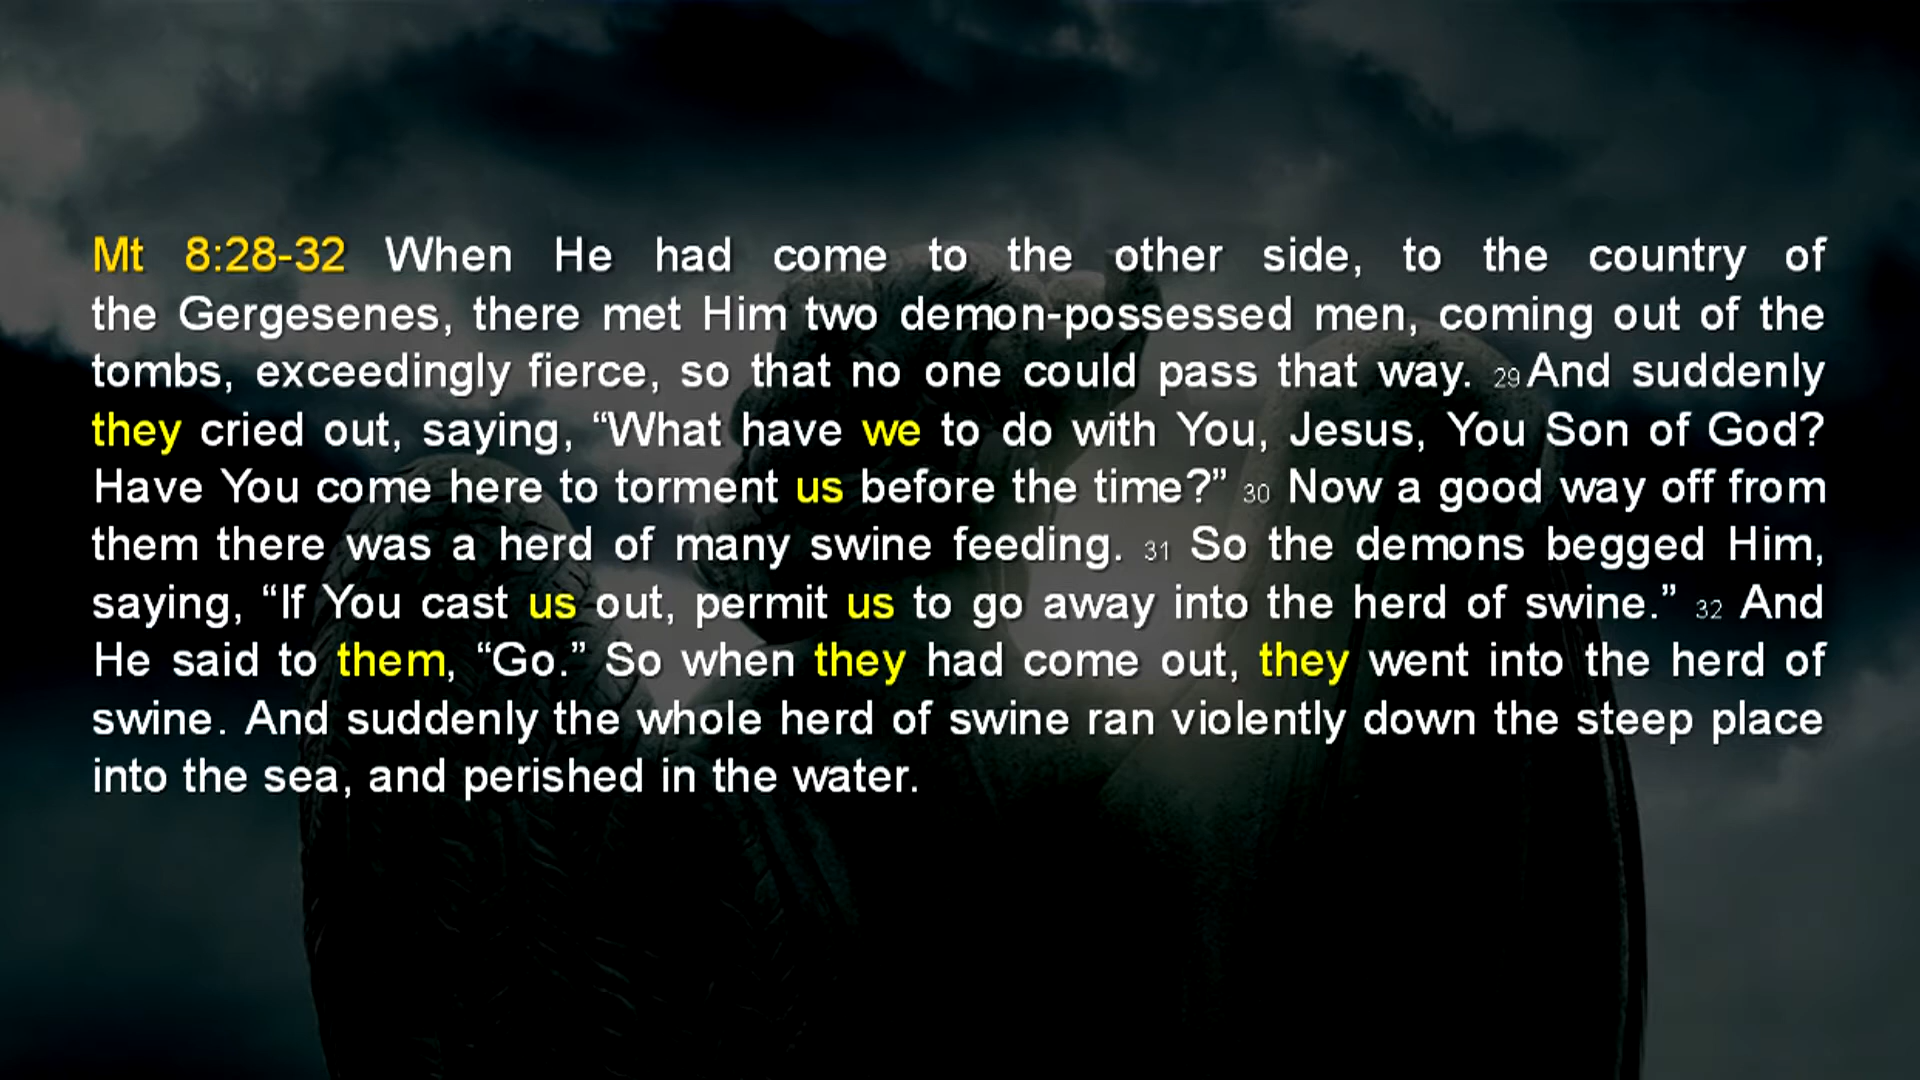 Mt 8:28-32 When He had come to the other side, to the country of
the Gergesenes, there met Him two demon-possessed men, coming out of the
tombs, exceedingly fierce, so that no one could pass that way. 29 And suddenly
they cried out, saying, “What have we to do with You, Jesus, You Son of God?
Have You come here to torment us before the time?” 30 Now a good way off from
them there was a herd of many swine feeding. 31 So the demons begged Him,
saying, “If You cast us out, permit us to go away into the herd of swine.” 32 And
He said to them, “Go.” So when they had come out, they went into the herd of
swine. And suddenly the whole herd of swine ran violently down the steep place
into the sea, and perished in the water.